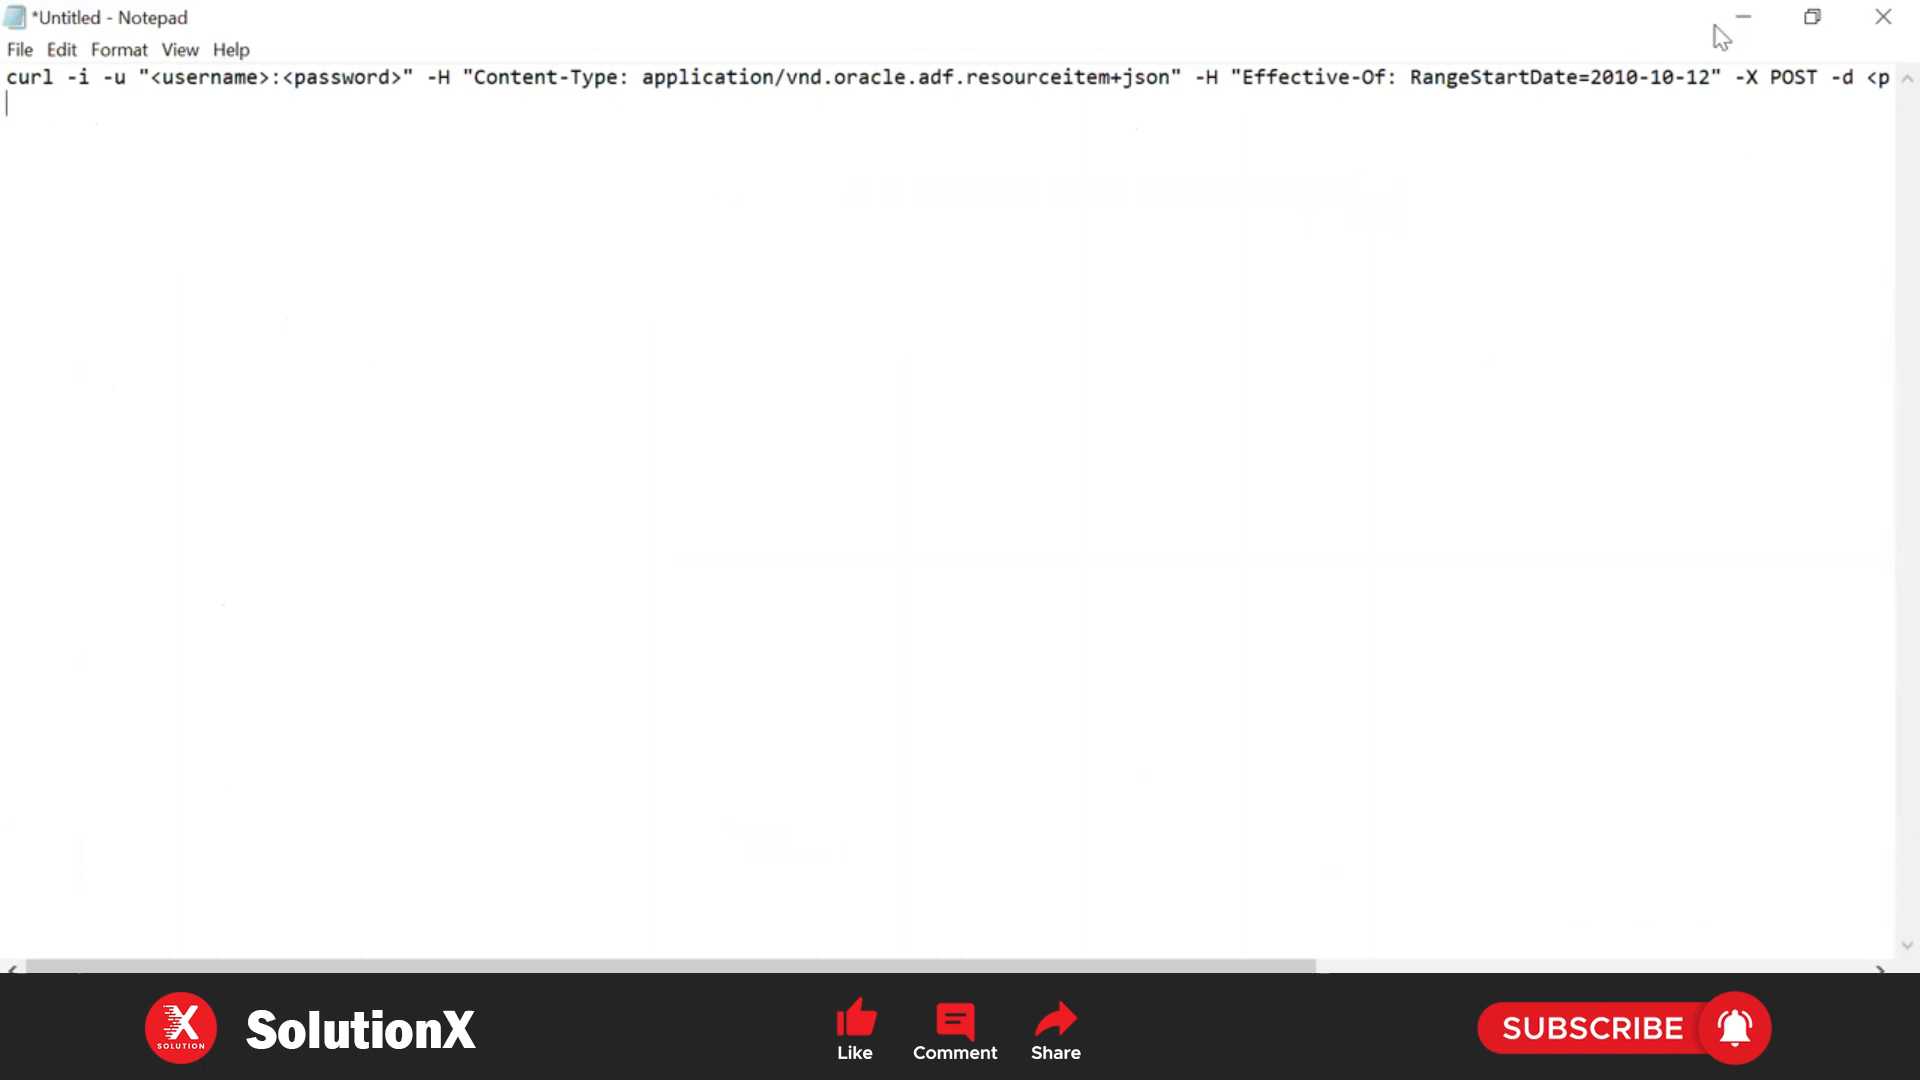 *Untitled - Notepad
File Edit Format View Help
curl -i -u "<username>:<password>" -H "Content-Type: application/vnd.oracle.adf.resourceitem+json" -H "Effective-Of: RangeStartDate=2010-10-12" -X POST -d <p
X
SOLUTION
SolutionX
Like
Comment
Share
SUBSCRIBE